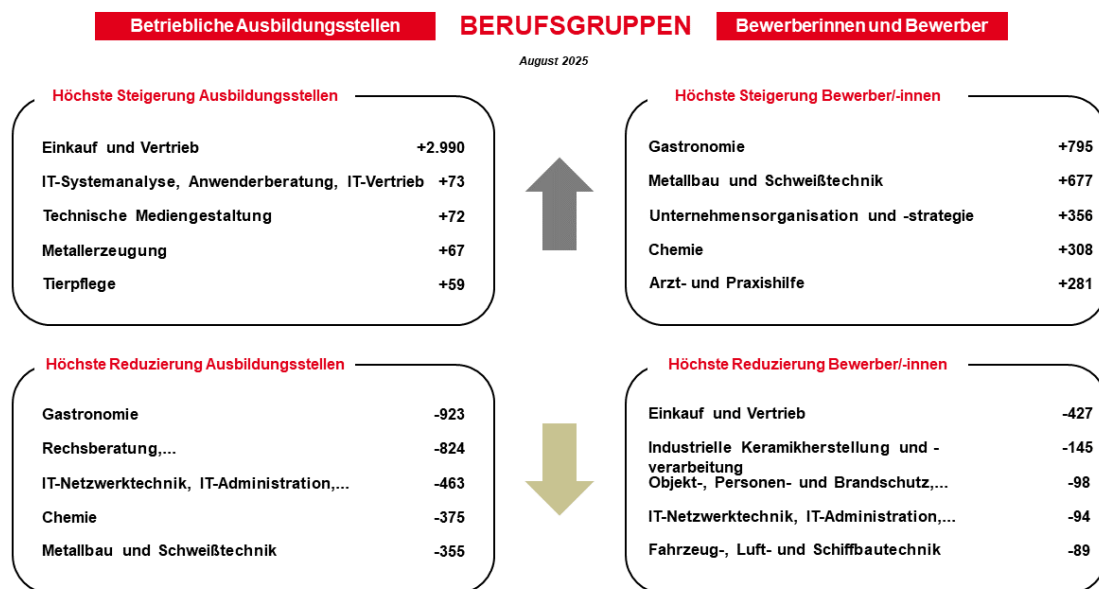 Betriebliche Ausbildungsstellen
BERUFSGRUPPEN
Bewerberinnen und Bewerber
August 2025
Höchste Steigerung Ausbildungsstellen
Einkauf und Vertrieb +2.990
IT-Systemanalyse, Anwenderberatung, IT-Vertrieb +73
Technische Mediengestaltung +72
Metallerzeugung +67
Tierpflege +59
Höchste Steigerung Bewerber/-innen
Gastronomie +795
Metallbau und Schweißtechnik +677
Unternehmensorganisation und -strategie +356
Chemie +308
Arzt- und Praxishilfe +281
Höchste Reduzierung Ausbildungsstellen
Gastronomie -923
Rechsberatung,... -824
IT-Netzwerktechnik, IT-Administration,... -463
Chemie -375
Metallbau und Schweißtechnik -355
Höchste Reduzierung Bewerber/-innen
Einkauf und Vertrieb -427
Industrielle Keramikherstellung und - -145
verarbeitung
Objekt-, Personen- und Brandschutz,... -98
IT-Netzwerktechnik, IT-Administration,... -94
Fahrzeug-, Luft- und Schiffbautechnik -89